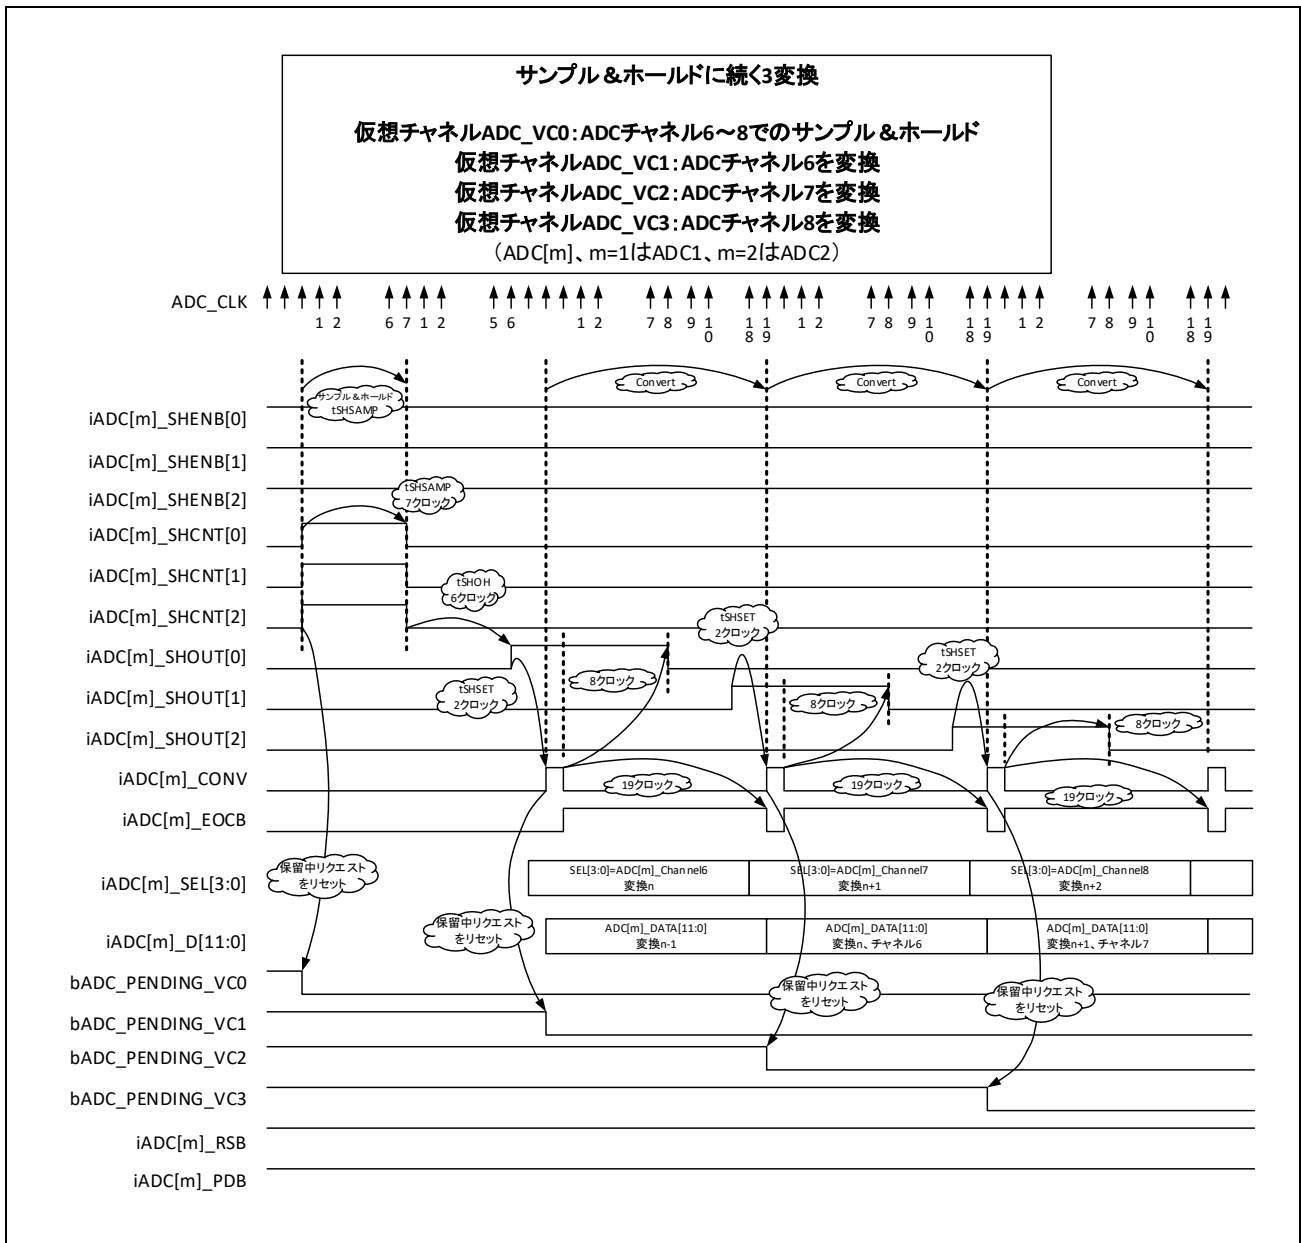 サンプル&ホールドに続く3変換
仮想チャネルADC_VC0:ADCチャネル6~8でのサンプル&ホールド
仮想チャネルADC_VC1:ADCチャネル6を変換
仮想チャネルADC_VC2:ADCチャネル7を変換
仮想チャネルADC_VC3:ADCチャネル8を変換
(ADC[m]、m=1はADC1、m=2はADC2)
ADC_CLK
1 2 6 7 1 2 5 6 1 2 7 8 9 10 18 19 1 2 7 8 9 10 18 19 1 2 7 8 9 10 18 19
Convert Convert Convert
サンプル&ホールド
tSHSAMP
iADC[m]_SHENB[0]
iADC[m]_SHENB[1]
tSHSAMP
7クロック
iADC[m]_SHENB[2]
iADC[m]_SHCNT[0]
iADC[m]_SHCNT[1]
tSHOH
6クロック
iADC[m]_SHCNT[2]
tSHSET
2クロック
iADC[m]_SHOUT[0]
tSHSET
2クロック
8クロック
iADC[m]_SHOUT[1]
tSHSET
2クロック
8クロック
iADC[m]_SHOUT[2]
8クロック
iADC[m]_CONV
19クロック 19クロック 19クロック
iADC[m]_EOCB
保留中リクエスト
をリセット
iADC[m]_SEL[3:0]
SEL[3:0]=ADC[m]_Channel6
変換n
SEL[3:0]=ADC[m]_Channel7
変換n+1
SEL[3:0]=ADC[m]_Channel8
変換n+2
保留中リクエスト
をリセット
iADC[m]_D[11:0]
ADC[m]_DATA[11:0]
変換n-1
ADC[m]_DATA[11:0]
変換n、チャネル6
ADC[m]_DATA[11:0]
変換n+1、チャネル7
bADC_PENDING_VC0
保留中リクエスト
をリセット
保留中リクエスト
をリセット
bADC_PENDING_VC1
bADC_PENDING_VC2
bADC_PENDING_VC3
iADC[m]_RSB
iADC[m]_PDB